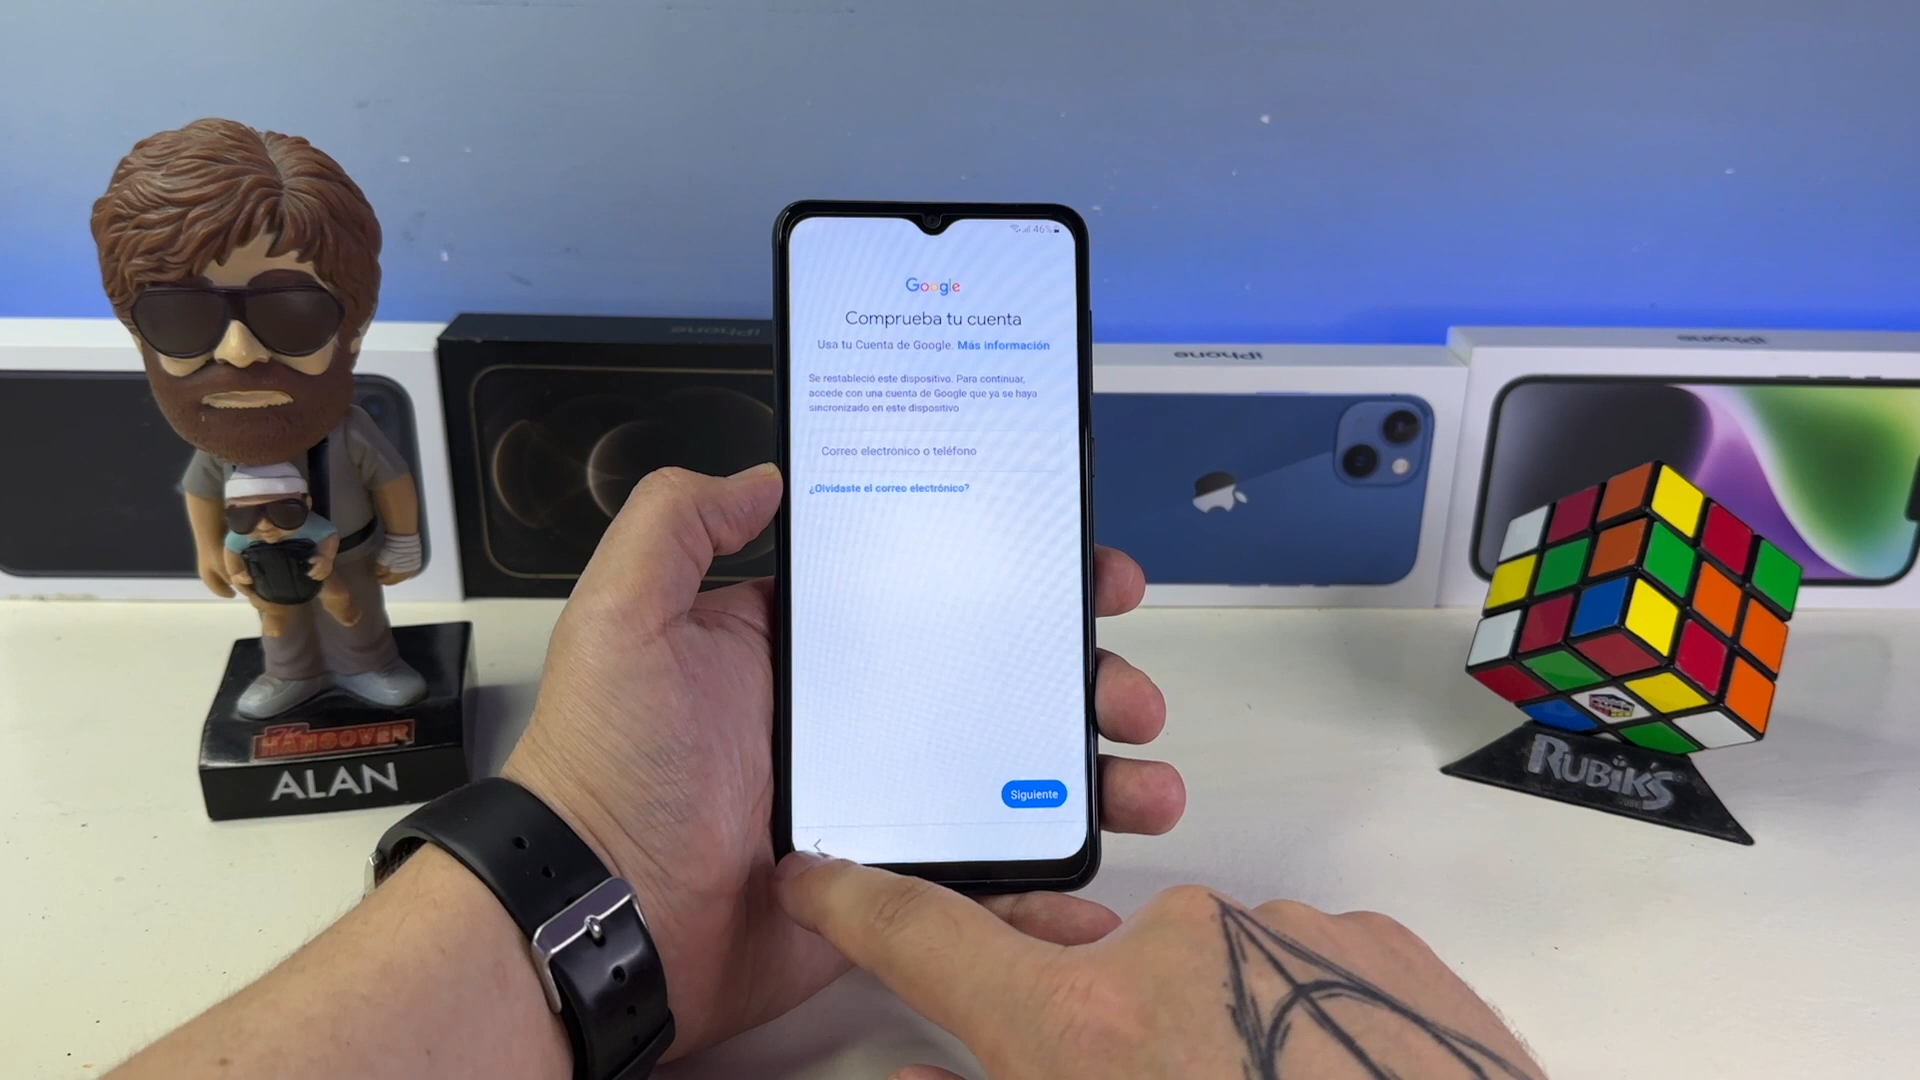 46%
Google
Comprueba tu cuenta
Usa tu Cuenta de Google. Más información
Se restableció este dispositivo. Para continuar,
accede con una cuenta de Google que ya se haya
sincronizado en este dispositivo
Correo electrónico o teléfono
¿Olvidaste el correo electrónico?
Siguiente
iPhone
iPhone
iPhone
HANGOVER
ALAN
RUBIK'S